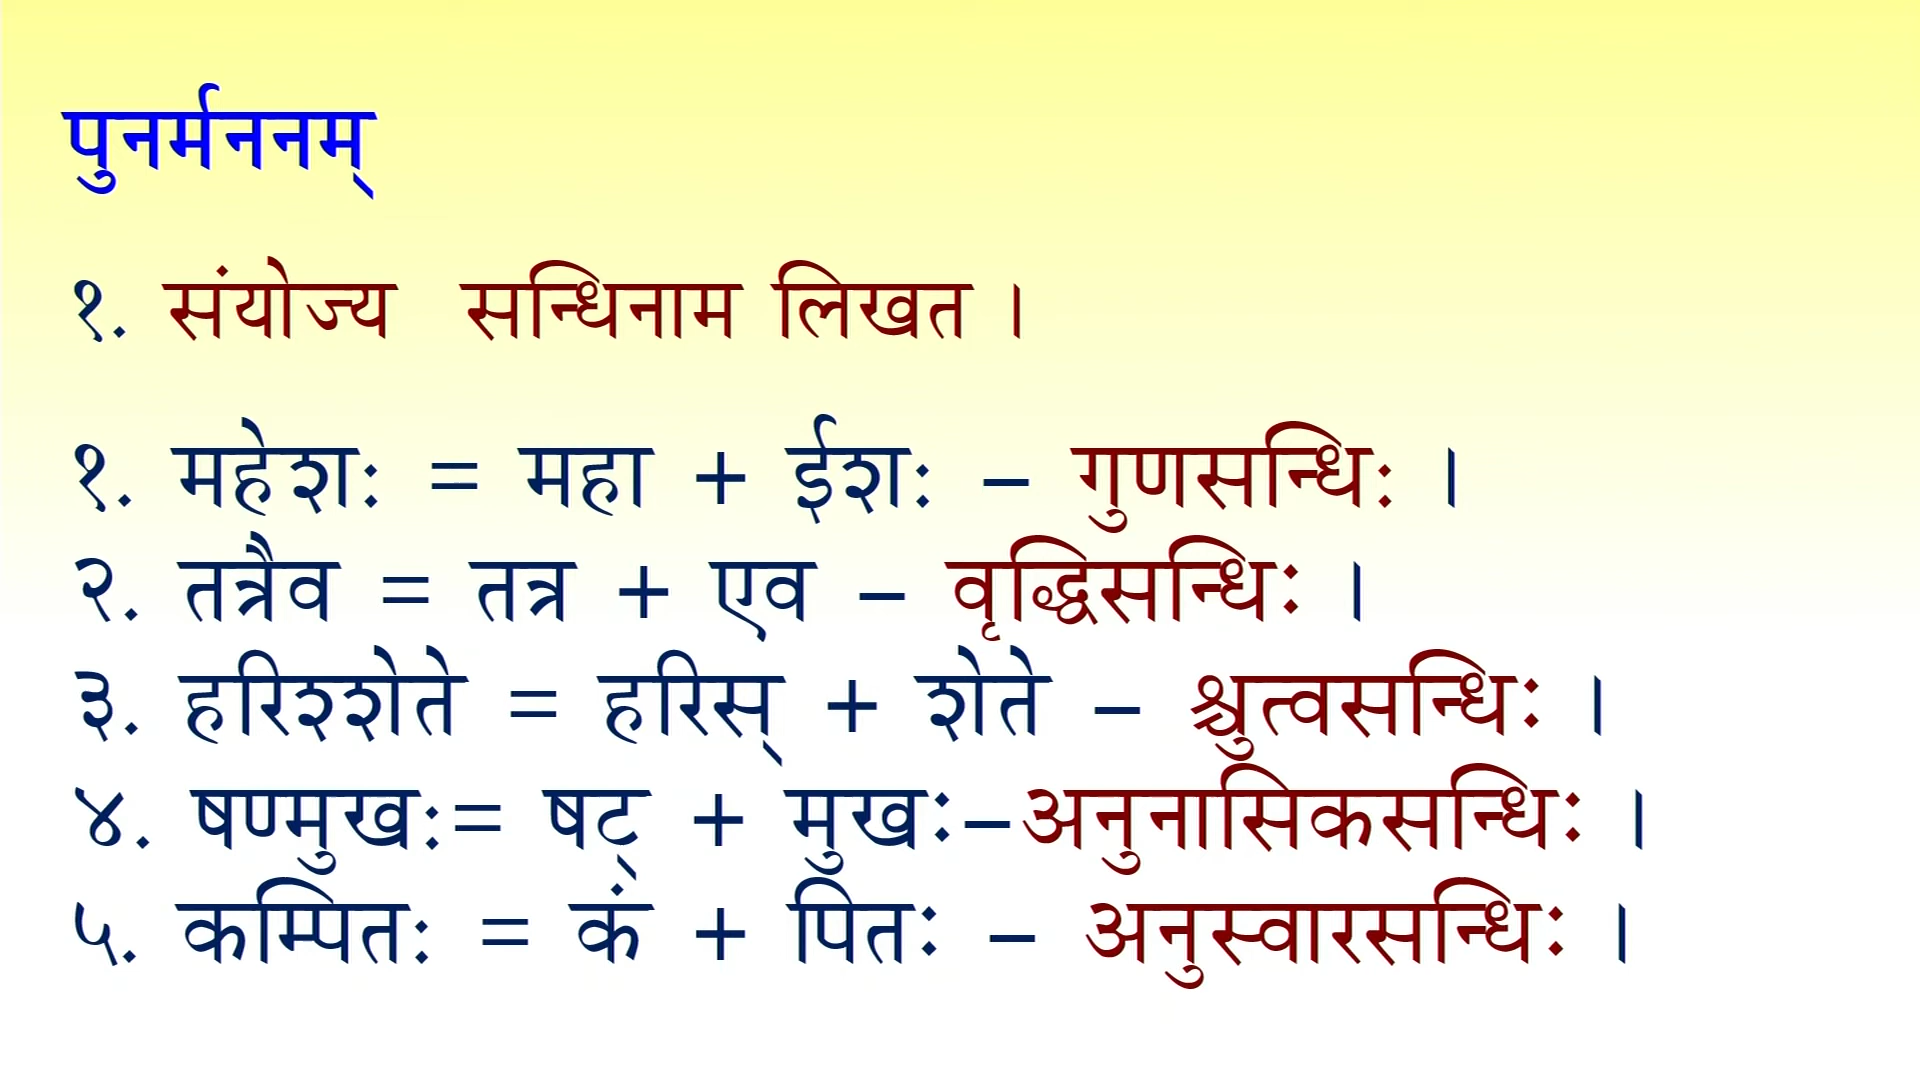 पुनर्मननम्
१. संयोज्य सन्धिनाम लिखत ।
१. महेशः = महा + ईशः – गुणसन्धिः ।
२. तत्रैव = तत्र + एव – वृद्धिसन्धिः ।
३. हरिश्शेते = हरिस् + शेते – श्चुत्वसन्धिः ।
४. षण्मुखः= षट् + मुखः–अनुनासिकसन्धिः ।
५. कम्पितः = कं + पितः – अनुस्वारसन्धिः ।